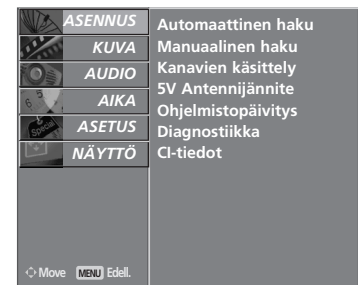 ASENNUS
KUVA
AUDIO
AIKA
ASETUS
NÄYTTÖ
Automaattinen haku
Manuaalinen haku
Kanavien käsittely
5V Antennijännite
Ohjelmistopäivitys
Diagnostiikka
CI-tiedot
Move MENU Edell.